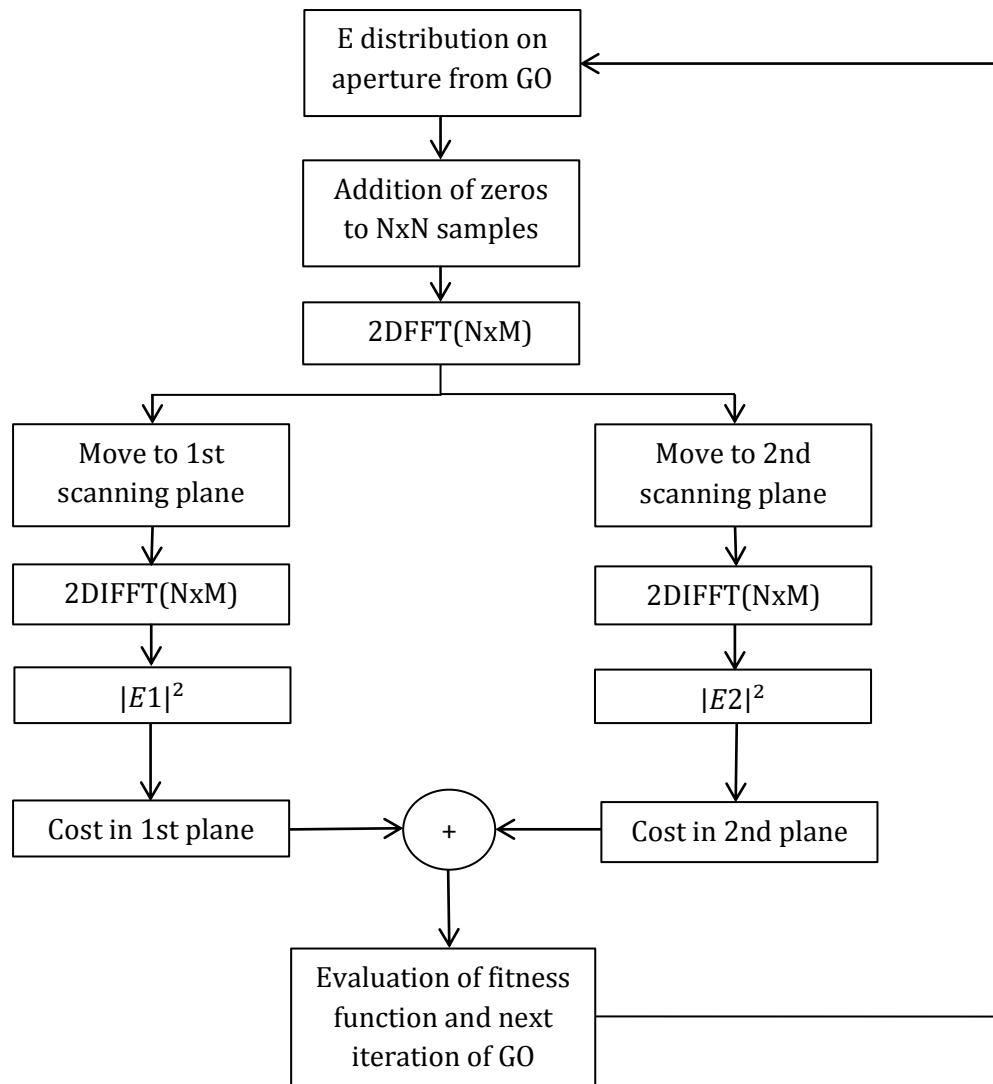 E distribution on
aperture from GO
Addition of zeros
to NxN samples
2DFFT(NxM)
Move to 1st
scanning plane
2DIFFT(NxM)
|E1|²
Cost in 1st plane
Move to 2nd
scanning plane
2DIFFT(NxM)
|E2|²
Cost in 2nd plane
+
Evaluation of fitness
function and next
iteration of GO